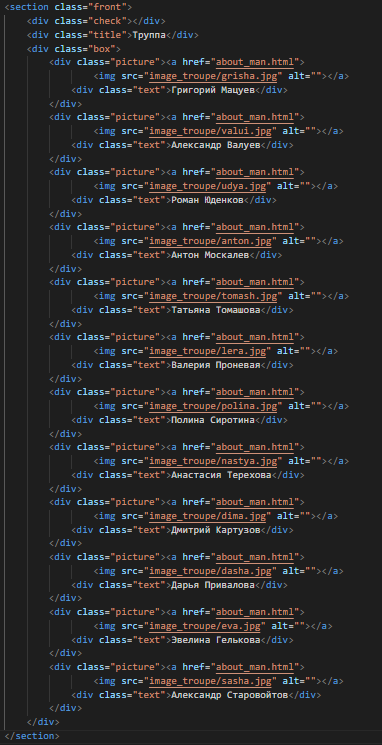 <section class="front">
<div class="check"></div>
<div class="title">Труппа</div>
<div class="box">
<div class="picture"><a href="about_man.html">
<img src="image_troupe/grisha.jpg" alt=""></a>
<div class="text">Григорий Мацуев</div>
</div>
<div class="picture"><a href="about_man.html">
<img src="image_troupe/valui.jpg" alt=""></a>
<div class="text">Александр Валуев</div>
</div>
<div class="picture"><a href="about_man.html">
<img src="image_troupe/udya.jpg" alt=""></a>
<div class="text">Роман Юденков</div>
</div>
<div class="picture"><a href="about_man.html">
<img src="image_troupe/anton.jpg" alt=""></a>
<div class="text">Антон Москалев</div>
</div>
<div class="picture"><a href="about_man.html">
<img src="image_troupe/tomash.jpg" alt=""></a>
<div class="text">Татьяна Томашова</div>
</div>
<div class="picture"><a href="about_man.html">
<img src="image_troupe/lera.jpg" alt=""></a>
<div class="text">Валерия Проневая</div>
</div>
<div class="picture"><a href="about_man.html">
<img src="image_troupe/polina.jpg" alt=""></a>
<div class="text">Полина Сиротина</div>
</div>
<div class="picture"><a href="about_man.html">
<img src="image_troupe/nastya.jpg" alt=""></a>
<div class="text">Анастасия Терехова</div>
</div>
<div class="picture"><a href="about_man.html">
<img src="image_troupe/dima.jpg" alt=""></a>
<div class="text">Дмитрий Картузов</div>
</div>
<div class="picture"><a href="about_man.html">
<img src="image_troupe/dasha.jpg" alt=""></a>
<div class="text">Дарья Привалова</div>
</div>
<div class="picture"><a href="about_man.html">
<img src="image_troupe/eva.jpg" alt=""></a>
<div class="text">Эвелина Гелькова</div>
</div>
<div class="picture"><a href="about_man.html">
<img src="image_troupe/sasha.jpg" alt=""></a>
<div class="text">Александр Старовойтов</div>
</div>
</div>
</section>